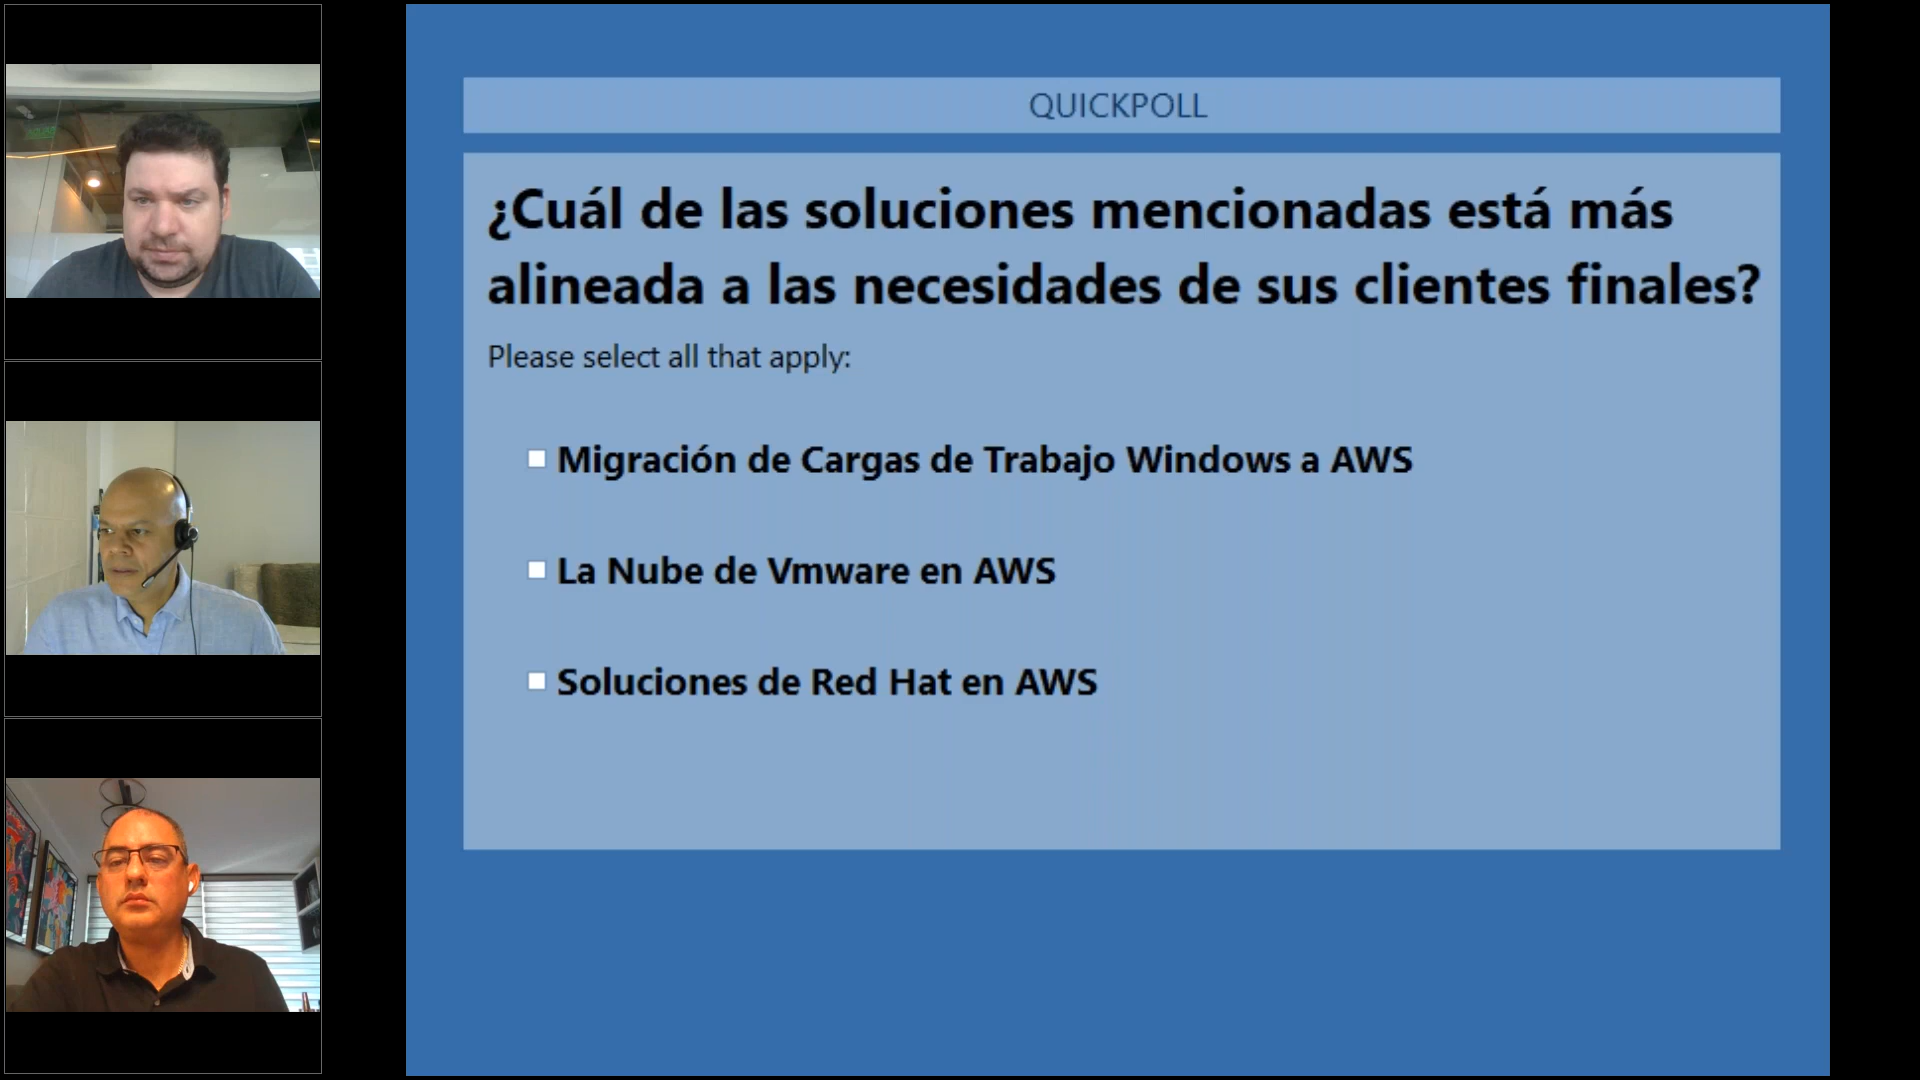 QUICKPOLL
¿Cuál de las soluciones mencionadas está más
alineada a las necesidades de sus clientes finales?
Please select all that apply:
Migración de Cargas de Trabajo Windows a AWS
La Nube de Vmware en AWS
Soluciones de Red Hat en AWS